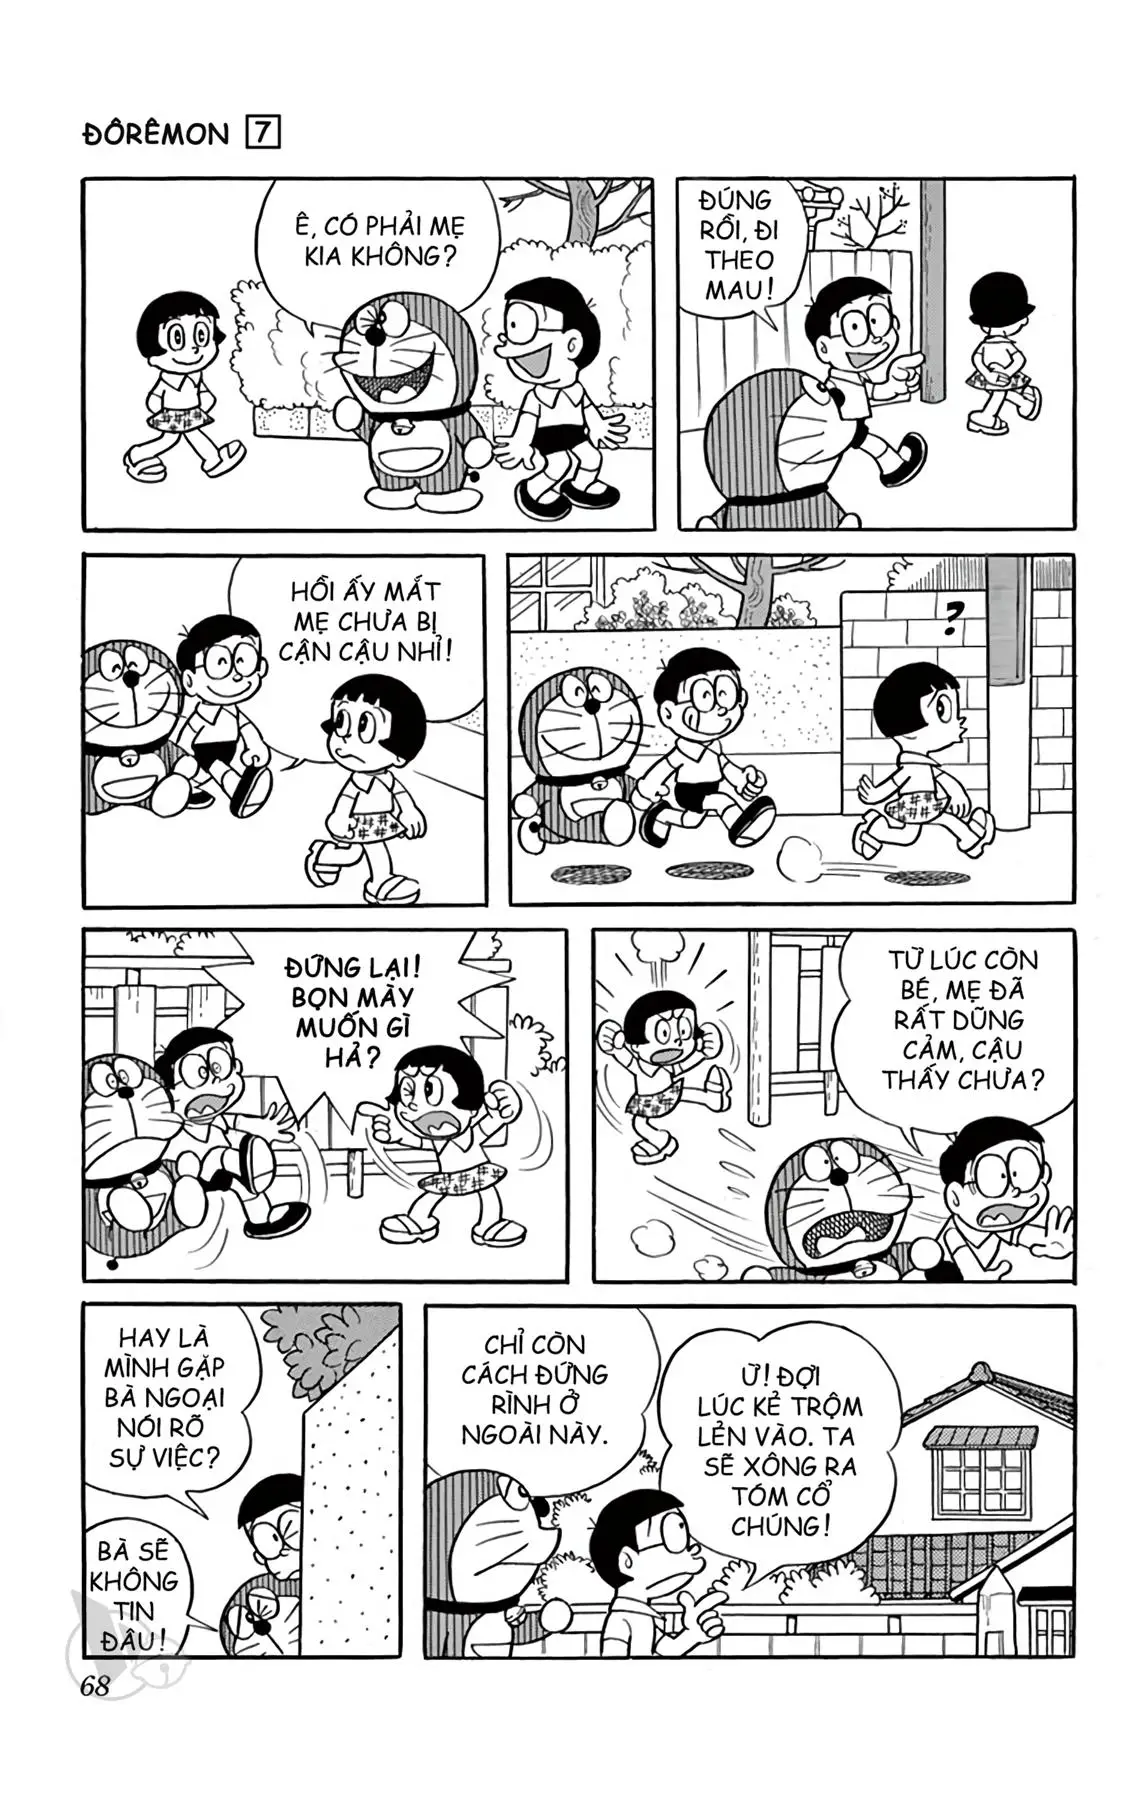 ĐÔRÊMON 7
Ê, CÓ PHẢI MẸ
KIA KHÔNG?
ĐÚNG
RỒI, ĐI
THEO
MAU!
HỒI ẤY MẮT
MẸ CHƯA BỊ
CẬN CẬU NHỈ!
?
ĐỨNG LẠI!
BỌN MÀY
MUỐN GÌ
HẢ?
TỪ LÚC CÒN
BÉ, MẸ ĐÃ
RẤT DŨNG
CẢM, CẬU
THẤY CHƯA?
HAY LÀ
MÌNH GẶP
BÀ NGOẠI
NÓI RÕ
SỰ VIỆC?
BÀ SẼ
KHÔNG
TIN
ĐÂU!
CHỈ CÒN
CÁCH ĐỨNG
RÌNH Ở
NGOÀI NÀY.
Ừ! ĐỢI
LÚC KẺ TRỘM
LẺN VÀO. TA
SẼ XÔNG RA
TÓM CỔ
CHÚNG!
68